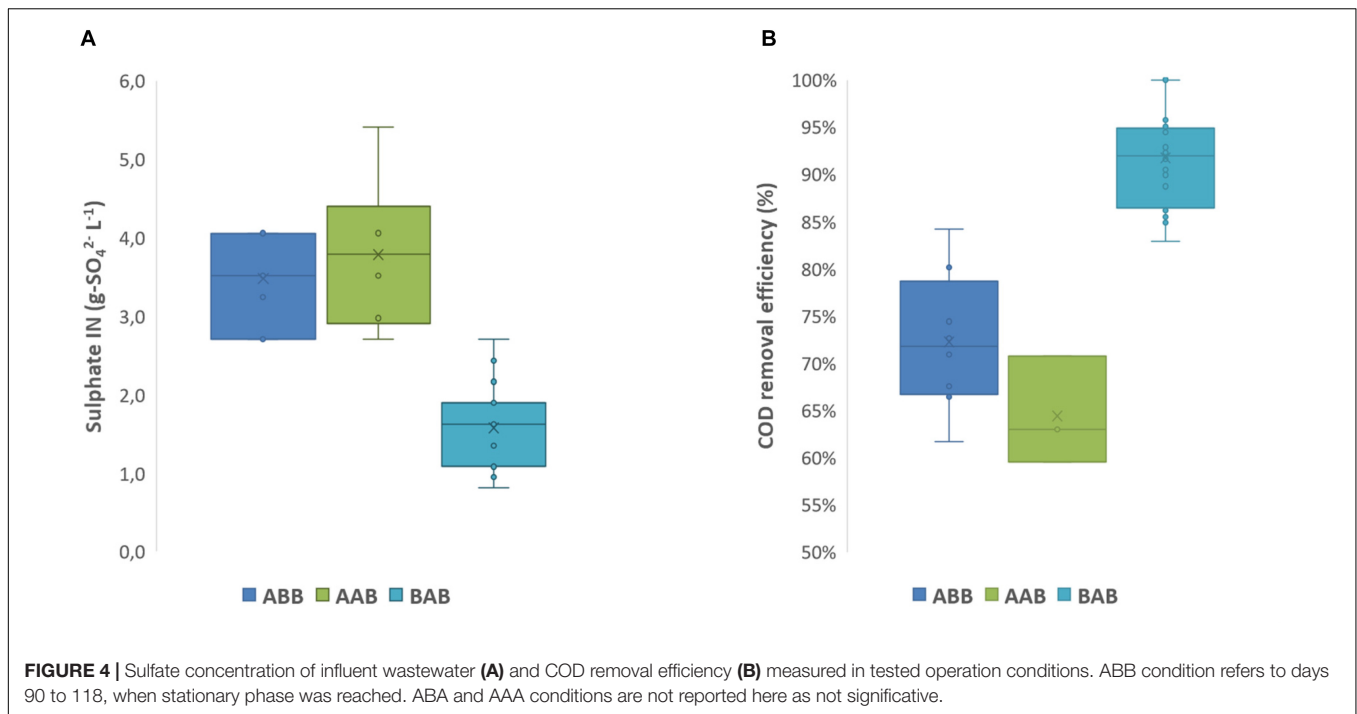 A
Sulphate IN (g-SO₄²⁻ L⁻¹)
6,0
5,0
4,0
3,0
2,0
1,0
0,0
ABB AAB BAB
B
COD removal efficiency (%)
100%
95%
90%
85%
80%
75%
70%
65%
60%
55%
50%
ABB AAB BAB
FIGURE 4 | Sulfate concentration of influent wastewater (A) and COD removal efficiency (B) measured in tested operation conditions. ABB condition refers to days
90 to 118, when stationary phase was reached. ABA and AAA conditions are not reported here as not significative.